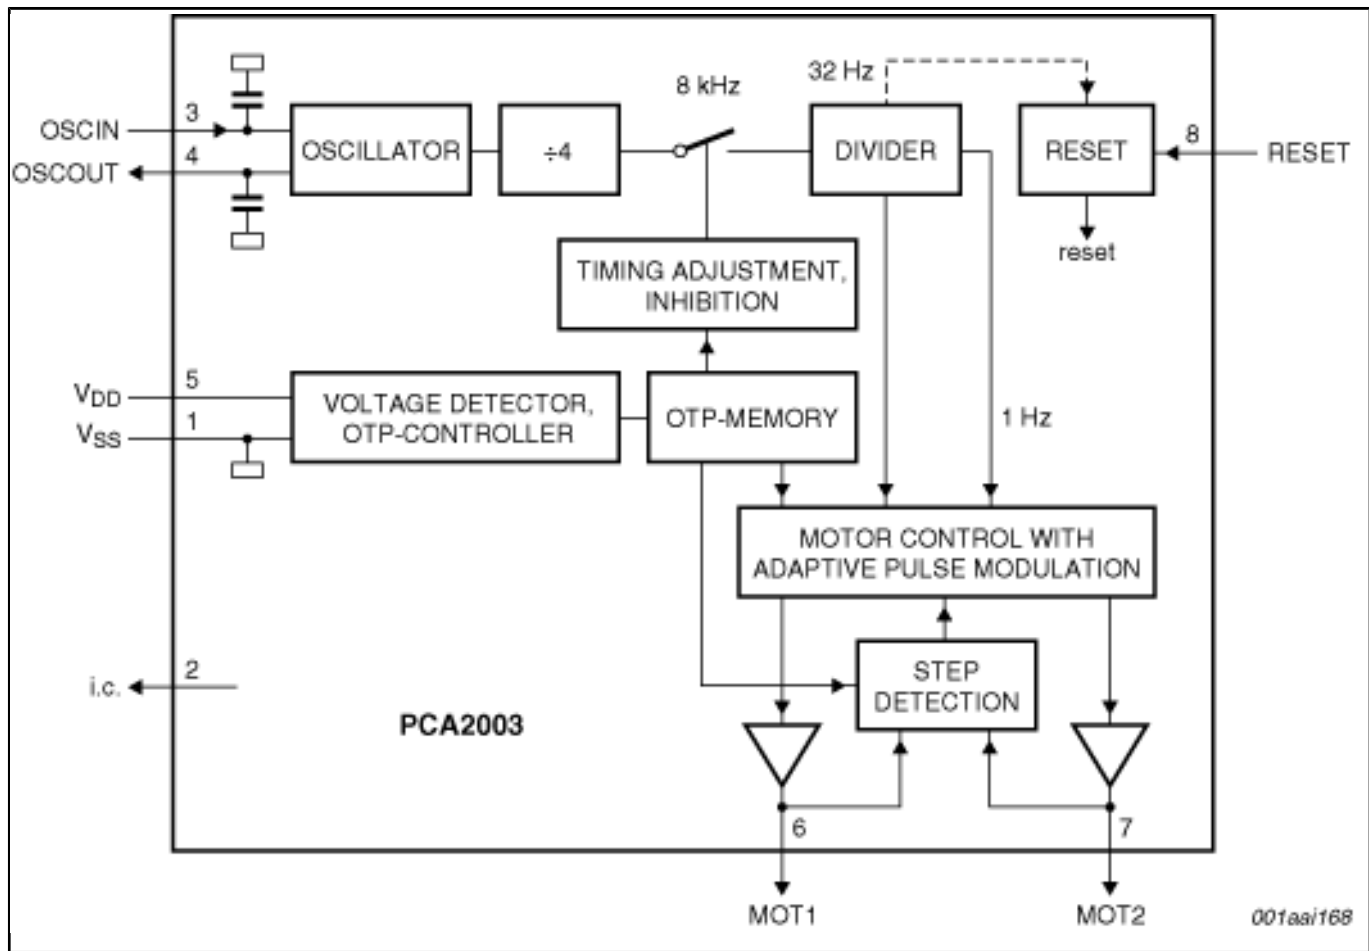 32 Hz
8 kHz
3
OSCIN
OSCILLATOR
÷4
DIVIDER
RESET
8
RESET
4
OSCOUT
reset
TIMING ADJUSTMENT,
INHIBITION
5
VDD
1
VSS
VOLTAGE DETECTOR,
OTP-CONTROLLER
OTP-MEMORY
1 Hz
MOTOR CONTROL WITH
ADAPTIVE PULSE MODULATION
2
i.c.
STEP
DETECTION
PCA2003
6
7
MOT1
MOT2
001aai168